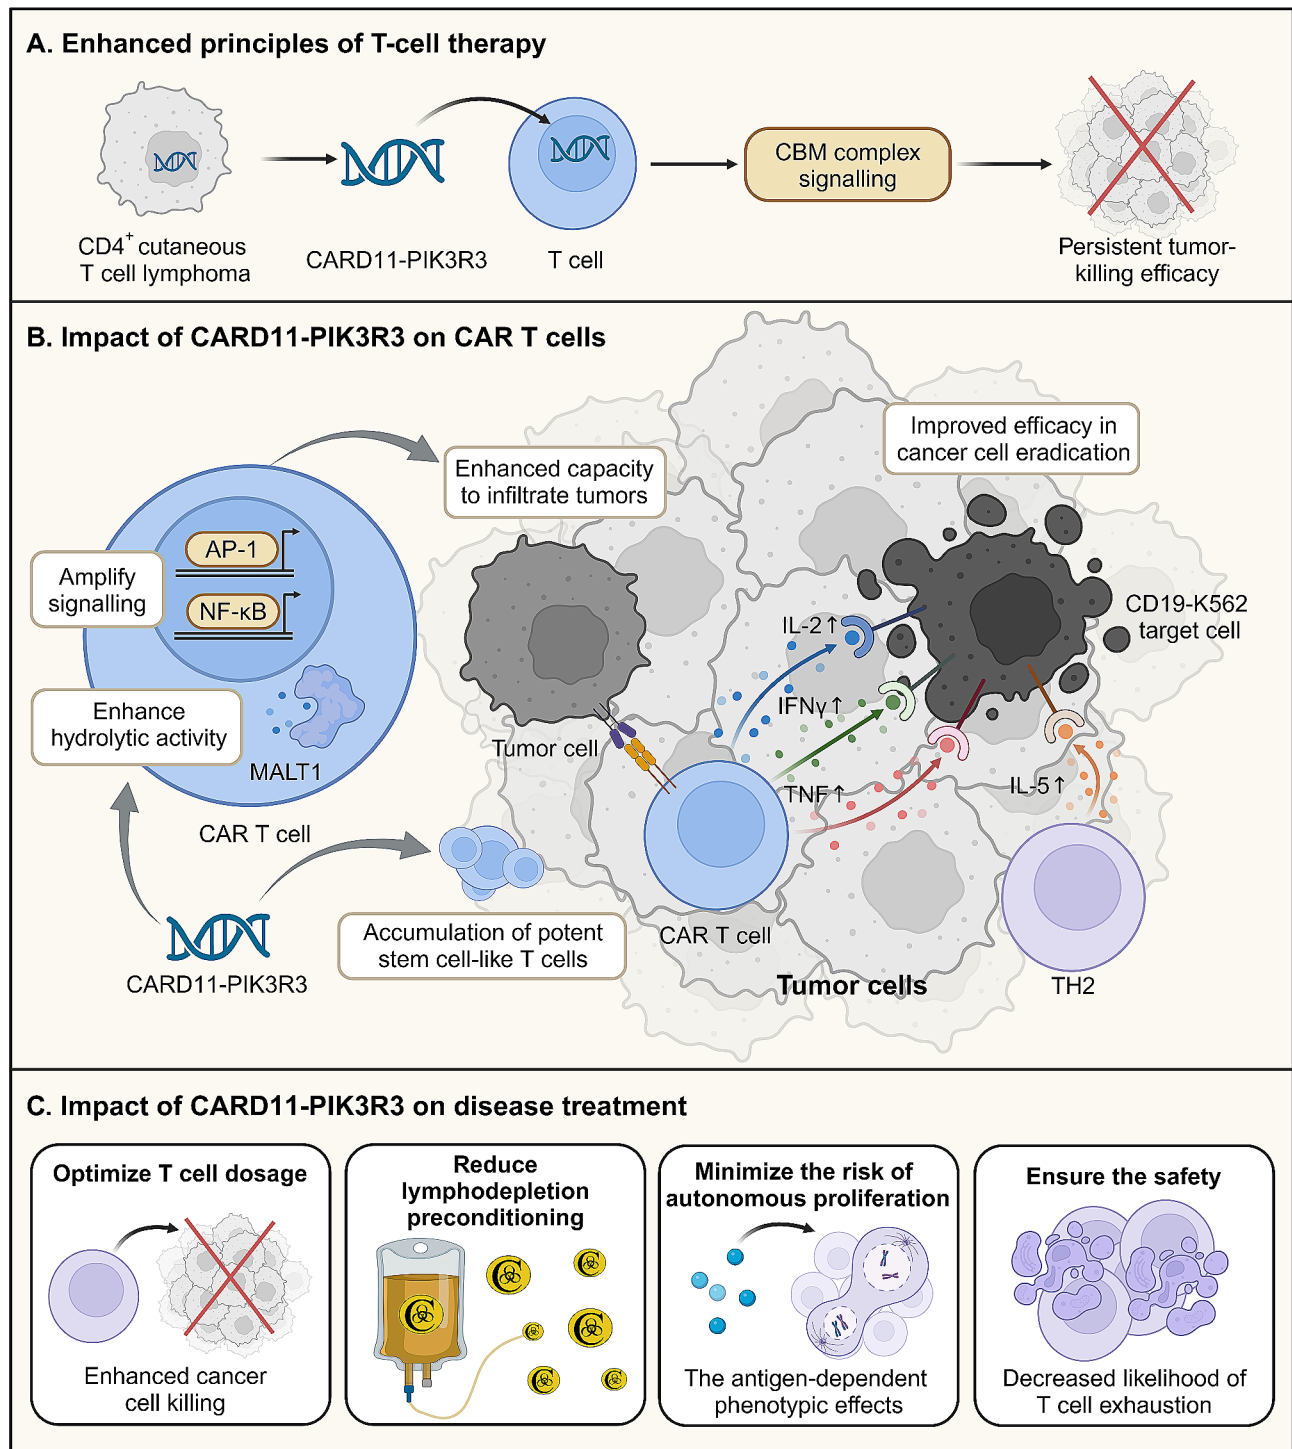 A. Enhanced principles of T-cell therapy
CD4+ cutaneous
T cell lymphoma
CARD11-PIK3R3
T cell
CBM complex
signalling
Persistent tumor-
killing efficacy
B. Impact of CARD11-PIK3R3 on CAR T cells
Improved efficacy in
cancer cell eradication
Enhanced capacity
to infiltrate tumors
AP-1
Amplify
signalling
NF-κB
CD19-K562
target cell
IL-2↑
Enhance
hydrolytic activity
IFNγ↑
Tumor cell
MALT1
TNF↑
IL-5↑
CAR T cell
Accumulation of potent
stem cell-like T cells
CAR T cell
CARD11-PIK3R3
Tumor cells
TH2
C. Impact of CARD11-PIK3R3 on disease treatment
Optimize T cell dosage
Enhanced cancer
cell killing
Reduce
lymphodepletion
preconditioning
C
C
C
C
C
C
C
Minimize the risk of
autonomous proliferation
The antigen-dependent
phenotypic effects
Ensure the safety
Decreased likelihood of
T cell exhaustion